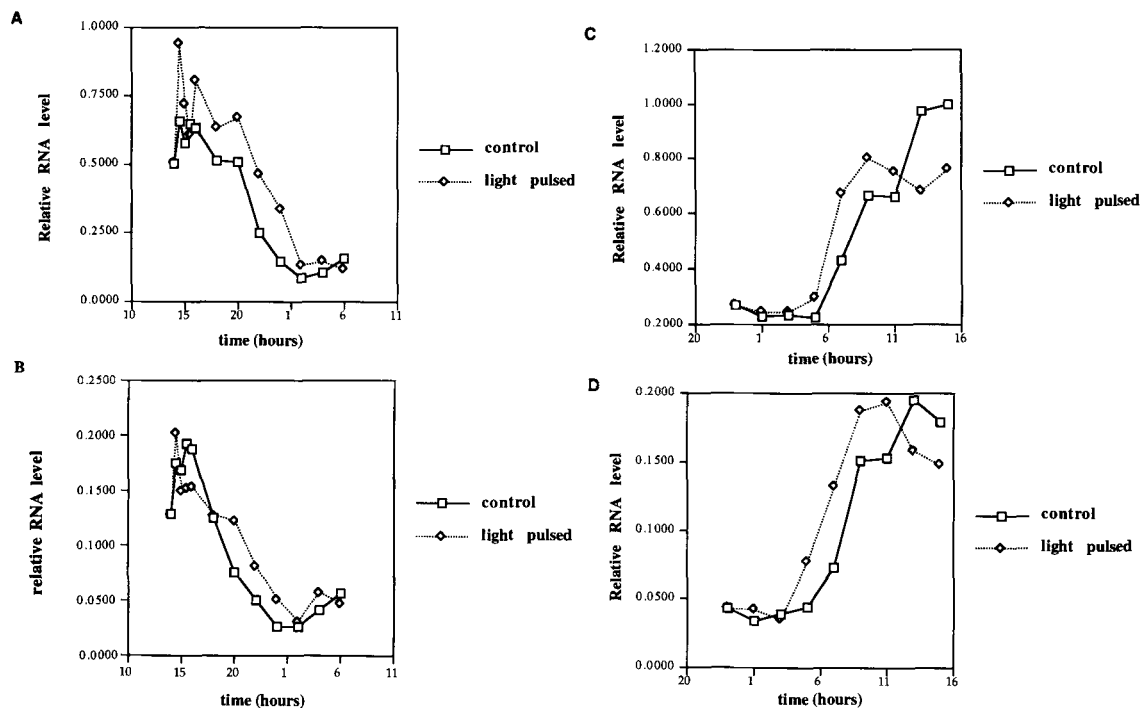 A
1.0000
0.7500
0.5000
0.2500
0.0000
Relative RNA level
10 15 20 1 6 11
time (hours)
control
light pulsed
B
0.2500
0.2000
0.1500
0.1000
0.0500
0.0000
relative RNA level
10 15 20 1 6 11
time (hours)
control
light pulsed
C
1.2000
1.0000
0.8000
0.6000
0.4000
0.2000
Relative RNA level
20 1 6 11 16
time (hours)
control
light pulsed
D
0.2000
0.1500
0.1000
0.0500
0.0000
Relative RNA level
20 1 6 11 16
time (hours)
control
light pulsed